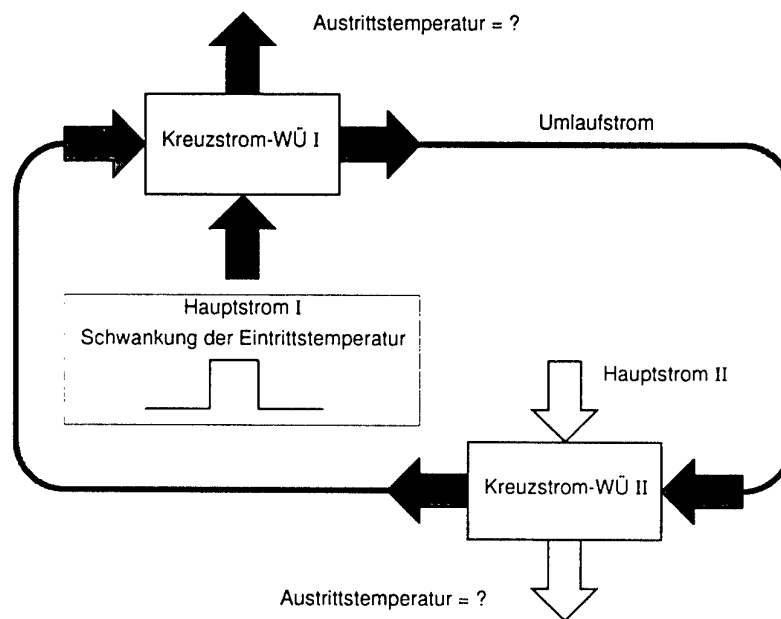 Austrittstemperatur = ?
Kreuzstrom-WÜ I
Umlaufstrom
Hauptstrom I
Schwankung der Eintrittstemperatur
Hauptstrom II
Kreuzstrom-WÜ II
Austrittstemperatur = ?